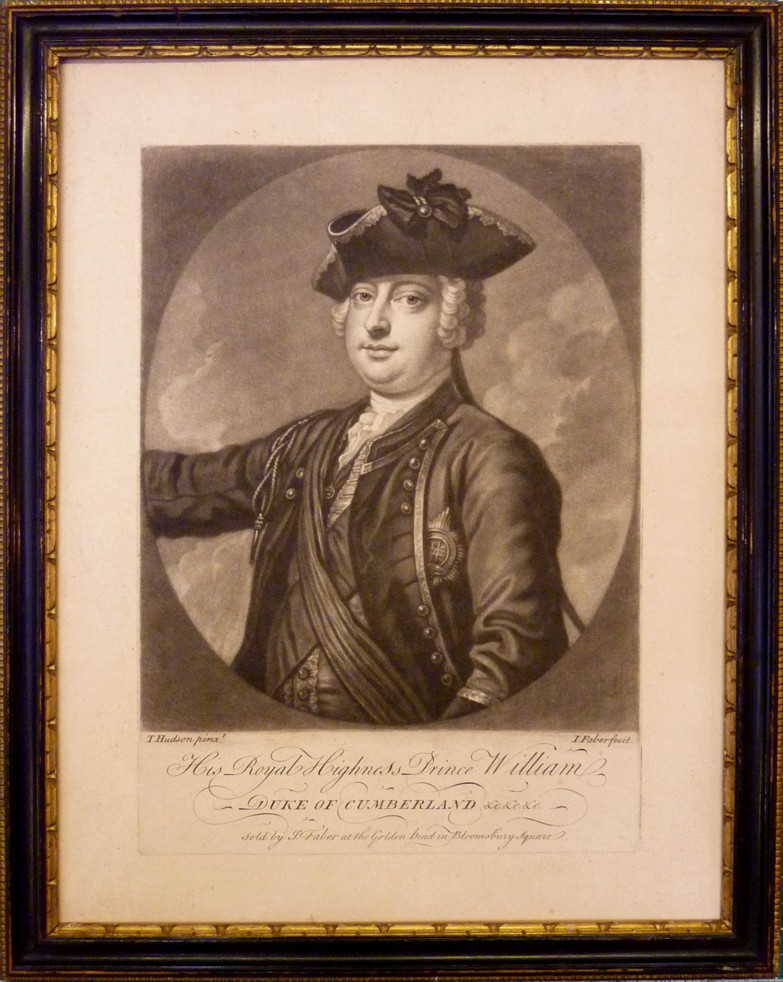 T. Hudson pinx.t
I. Faber fecit.
His Royal Highness Prince William
DUKE OF CUMBERLAND &c &c &c
Sold by J. Faber at the Golden Head in Bloomsbury Square.